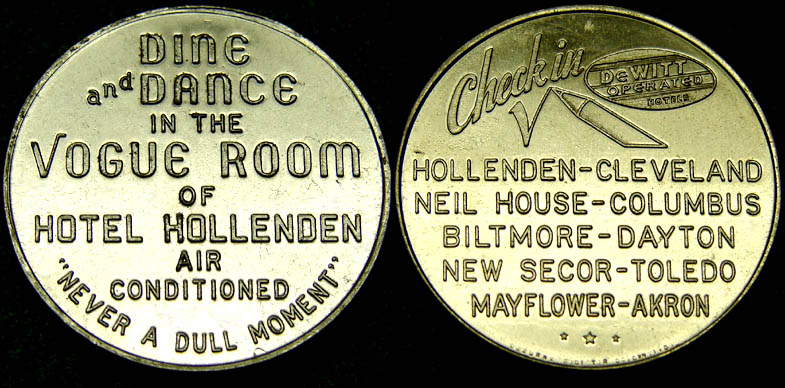 DINE
and DANCE
IN THE
VOGUE ROOM
OF
HOTEL HOLLENDEN
AIR
CONDITIONED
"NEVER A DULL MOMENT"
Check in
DeWITT
OPERATED
HOTELS
HOLLENDEN-CLEVELAND
NEIL HOUSE-COLUMBUS
BILTMORE-DAYTON
NEW SECOR-TOLEDO
MAYFLOWER-AKRON